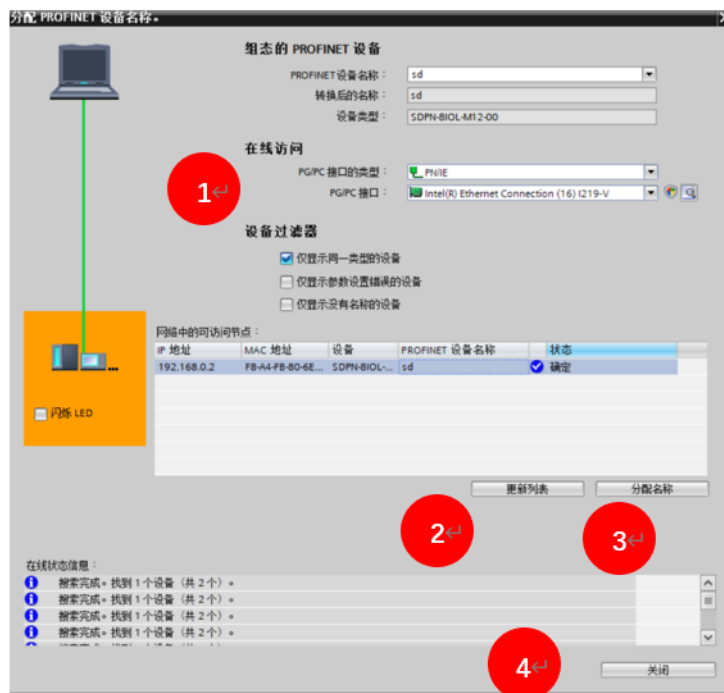 分配 PROFINET 设备名称。
组态的 PROFINET 设备
PROFINET设备名称： sd
转换后的名称： sd
设备类型： SDPN-8IOL-M12-00
在线访问
PG/PC 接口的类型： PN/IE
PG/PC 接口： Intel(R) Ethernet Connection (16) I219-V
1
设备过滤器
仅显示同一类型的设备
仅显示参数设置错误的设备
仅显示没有名称的设备
网络中的可访问节点：
IP 地址 MAC 地址 设备 PROFINET 设备名称 状态
192.168.0.2 F8-A4-FB-80-6E... SDPN-8IOL-... sd 确定
...
闪烁 LED
更新列表 分配名称
2 3
在线状态信息：
搜索完成。找到 1 个设备（共 2 个）。
搜索完成。找到 1 个设备（共 2 个）。
搜索完成。找到 1 个设备（共 2 个）。
搜索完成。找到 1 个设备（共 2 个）。
4 关闭